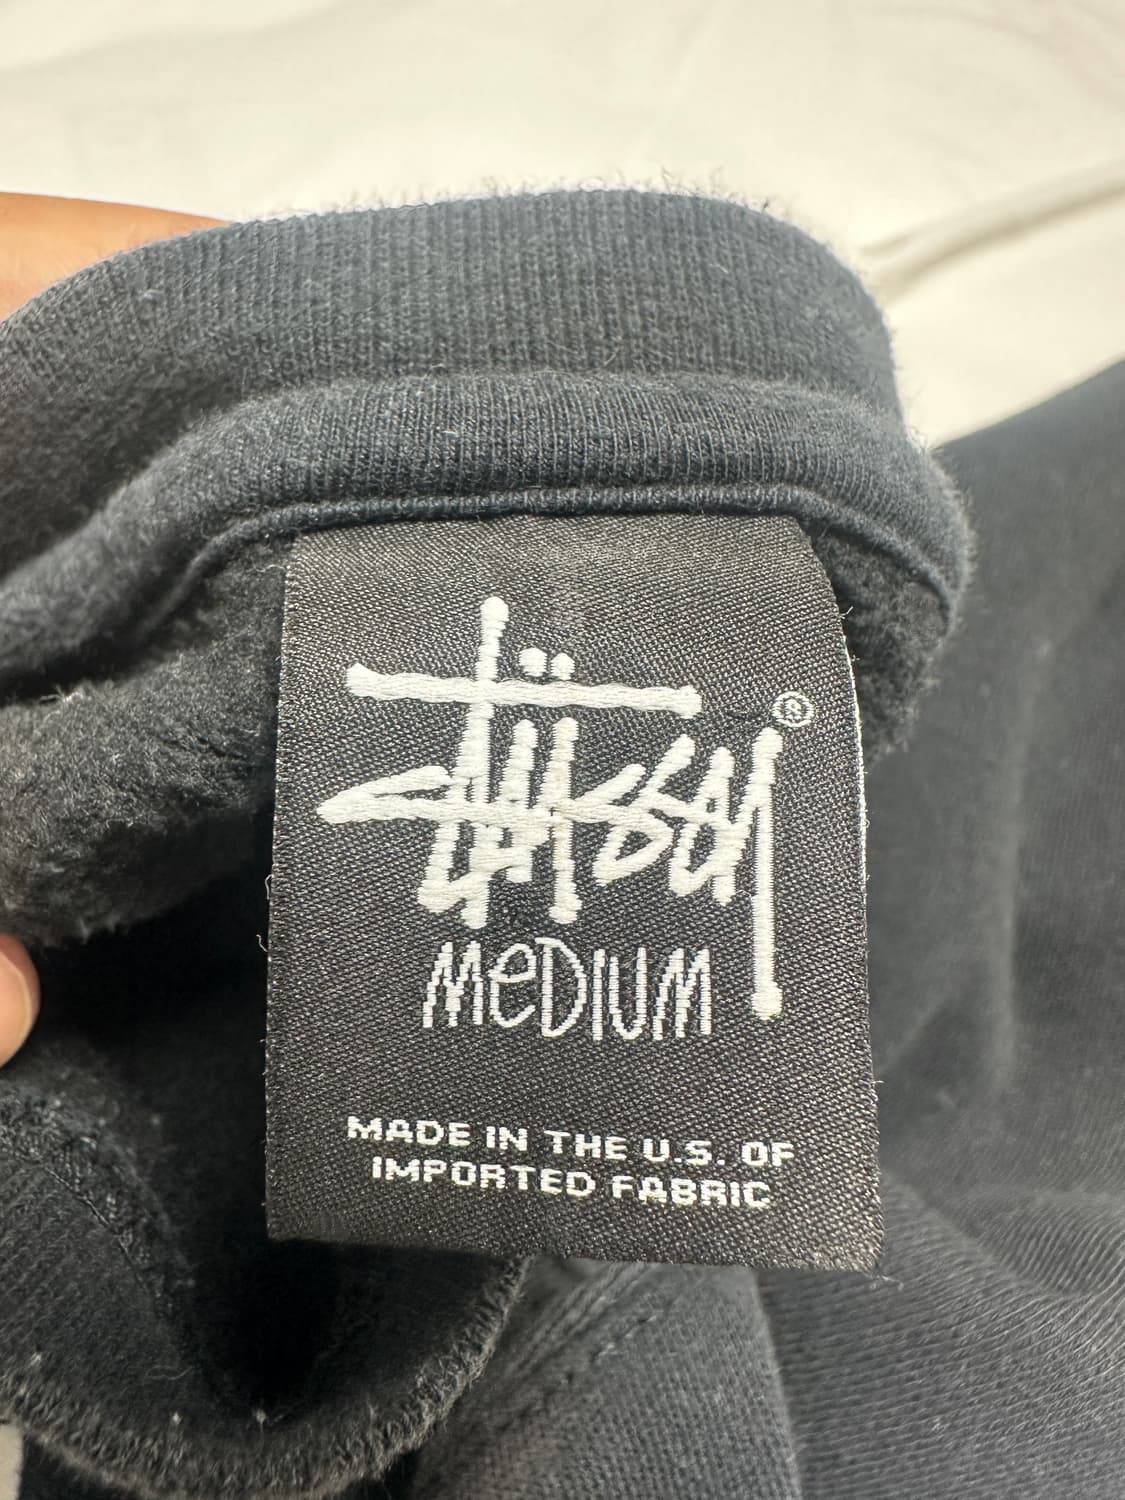 Stüssy®
MeDIUM
MADE IN THE U.S. OF
IMPORTED FABRIC